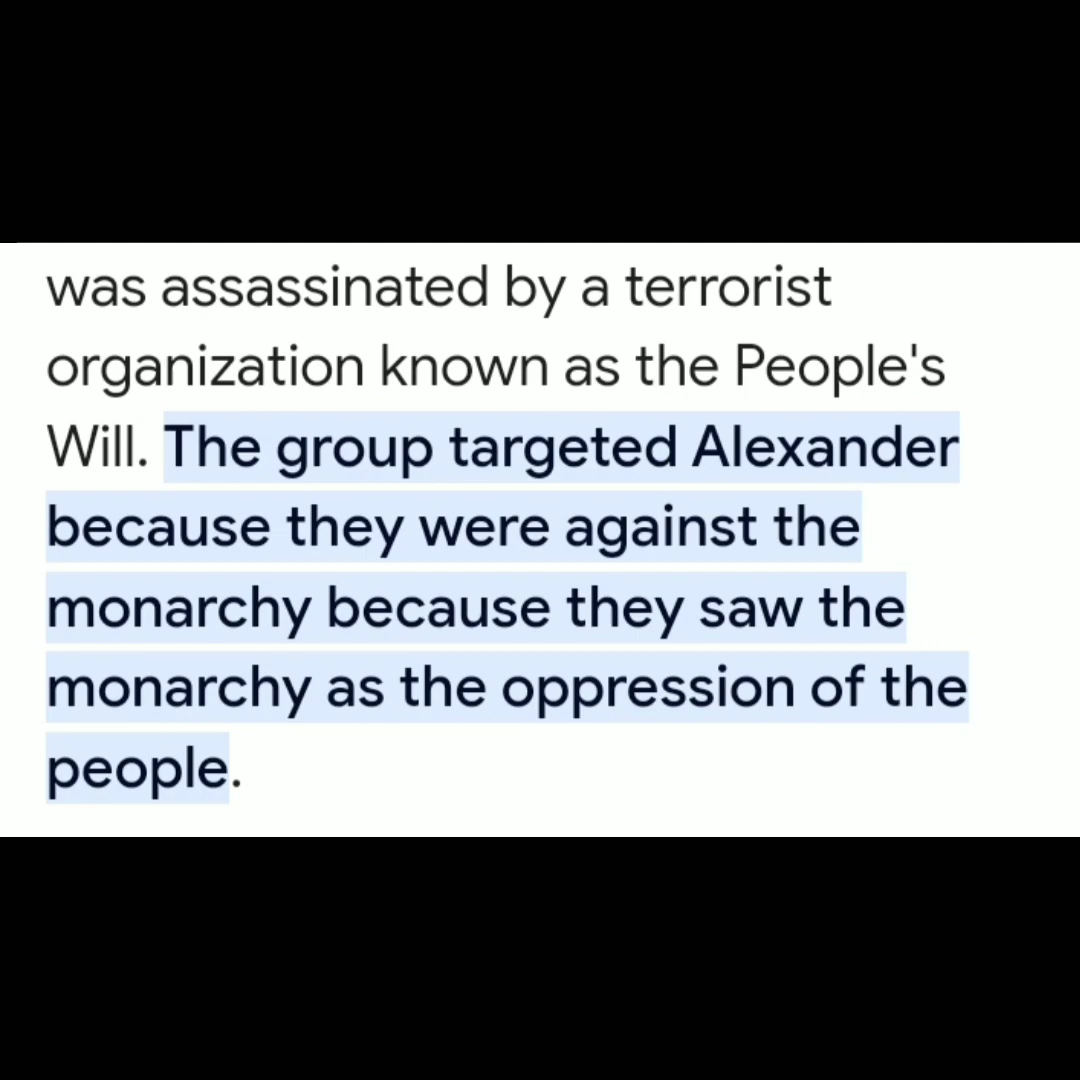 was assassinated by a terrorist
organization known as the People's
Will. The group targeted Alexander
because they were against the
monarchy because they saw the
monarchy as the oppression of the
people.